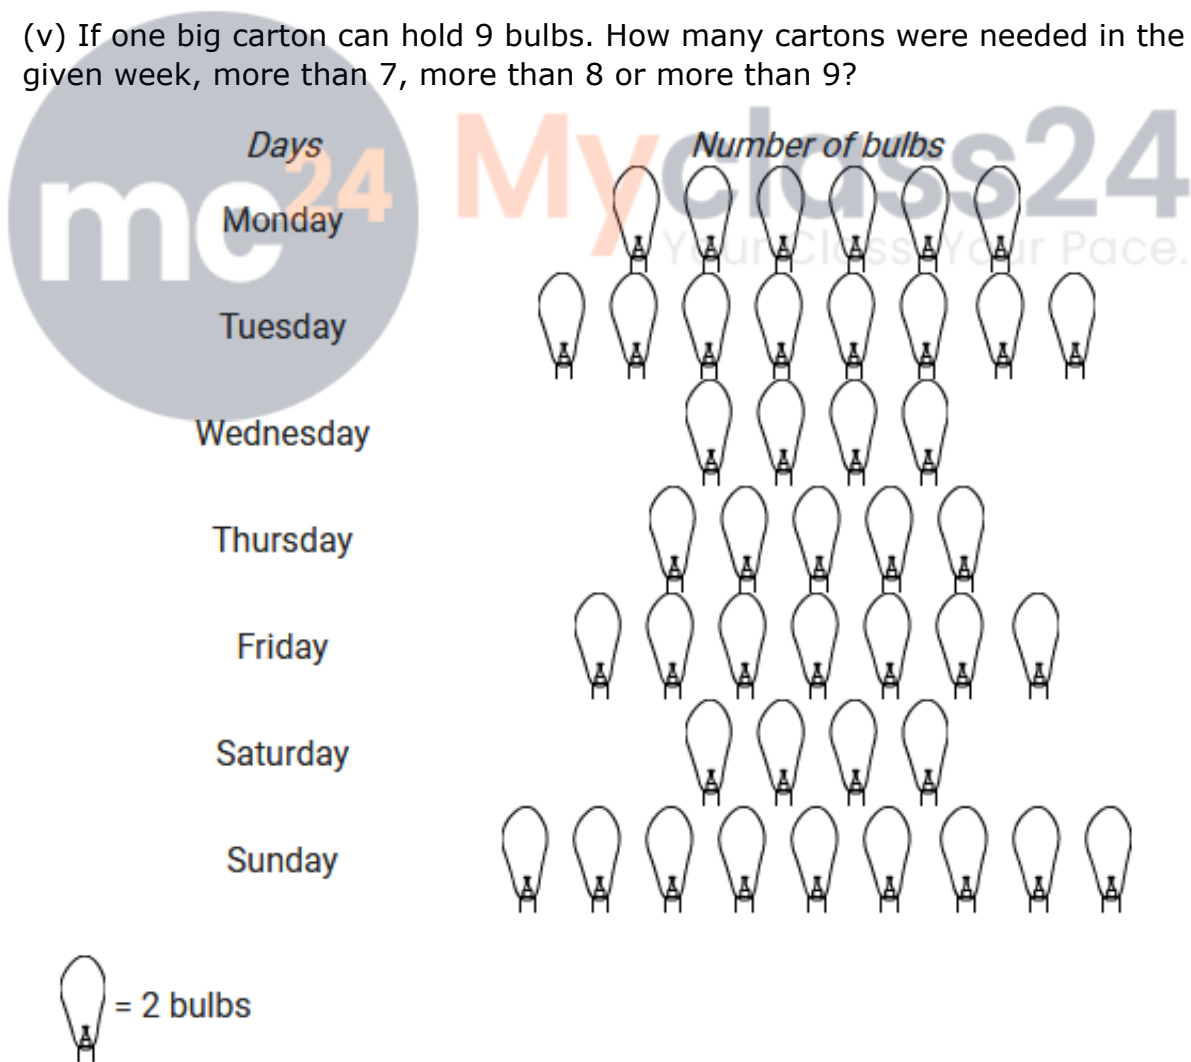 (v) If one big carton can hold 9 bulbs. How many cartons were needed in the
given week, more than 7, more than 8 or more than 9?
Days Number of bulbs
mc24 Myclass24
Your Class. Your Pace.
Monday
Tuesday
Wednesday
Thursday
Friday
Saturday
Sunday
= 2 bulbs